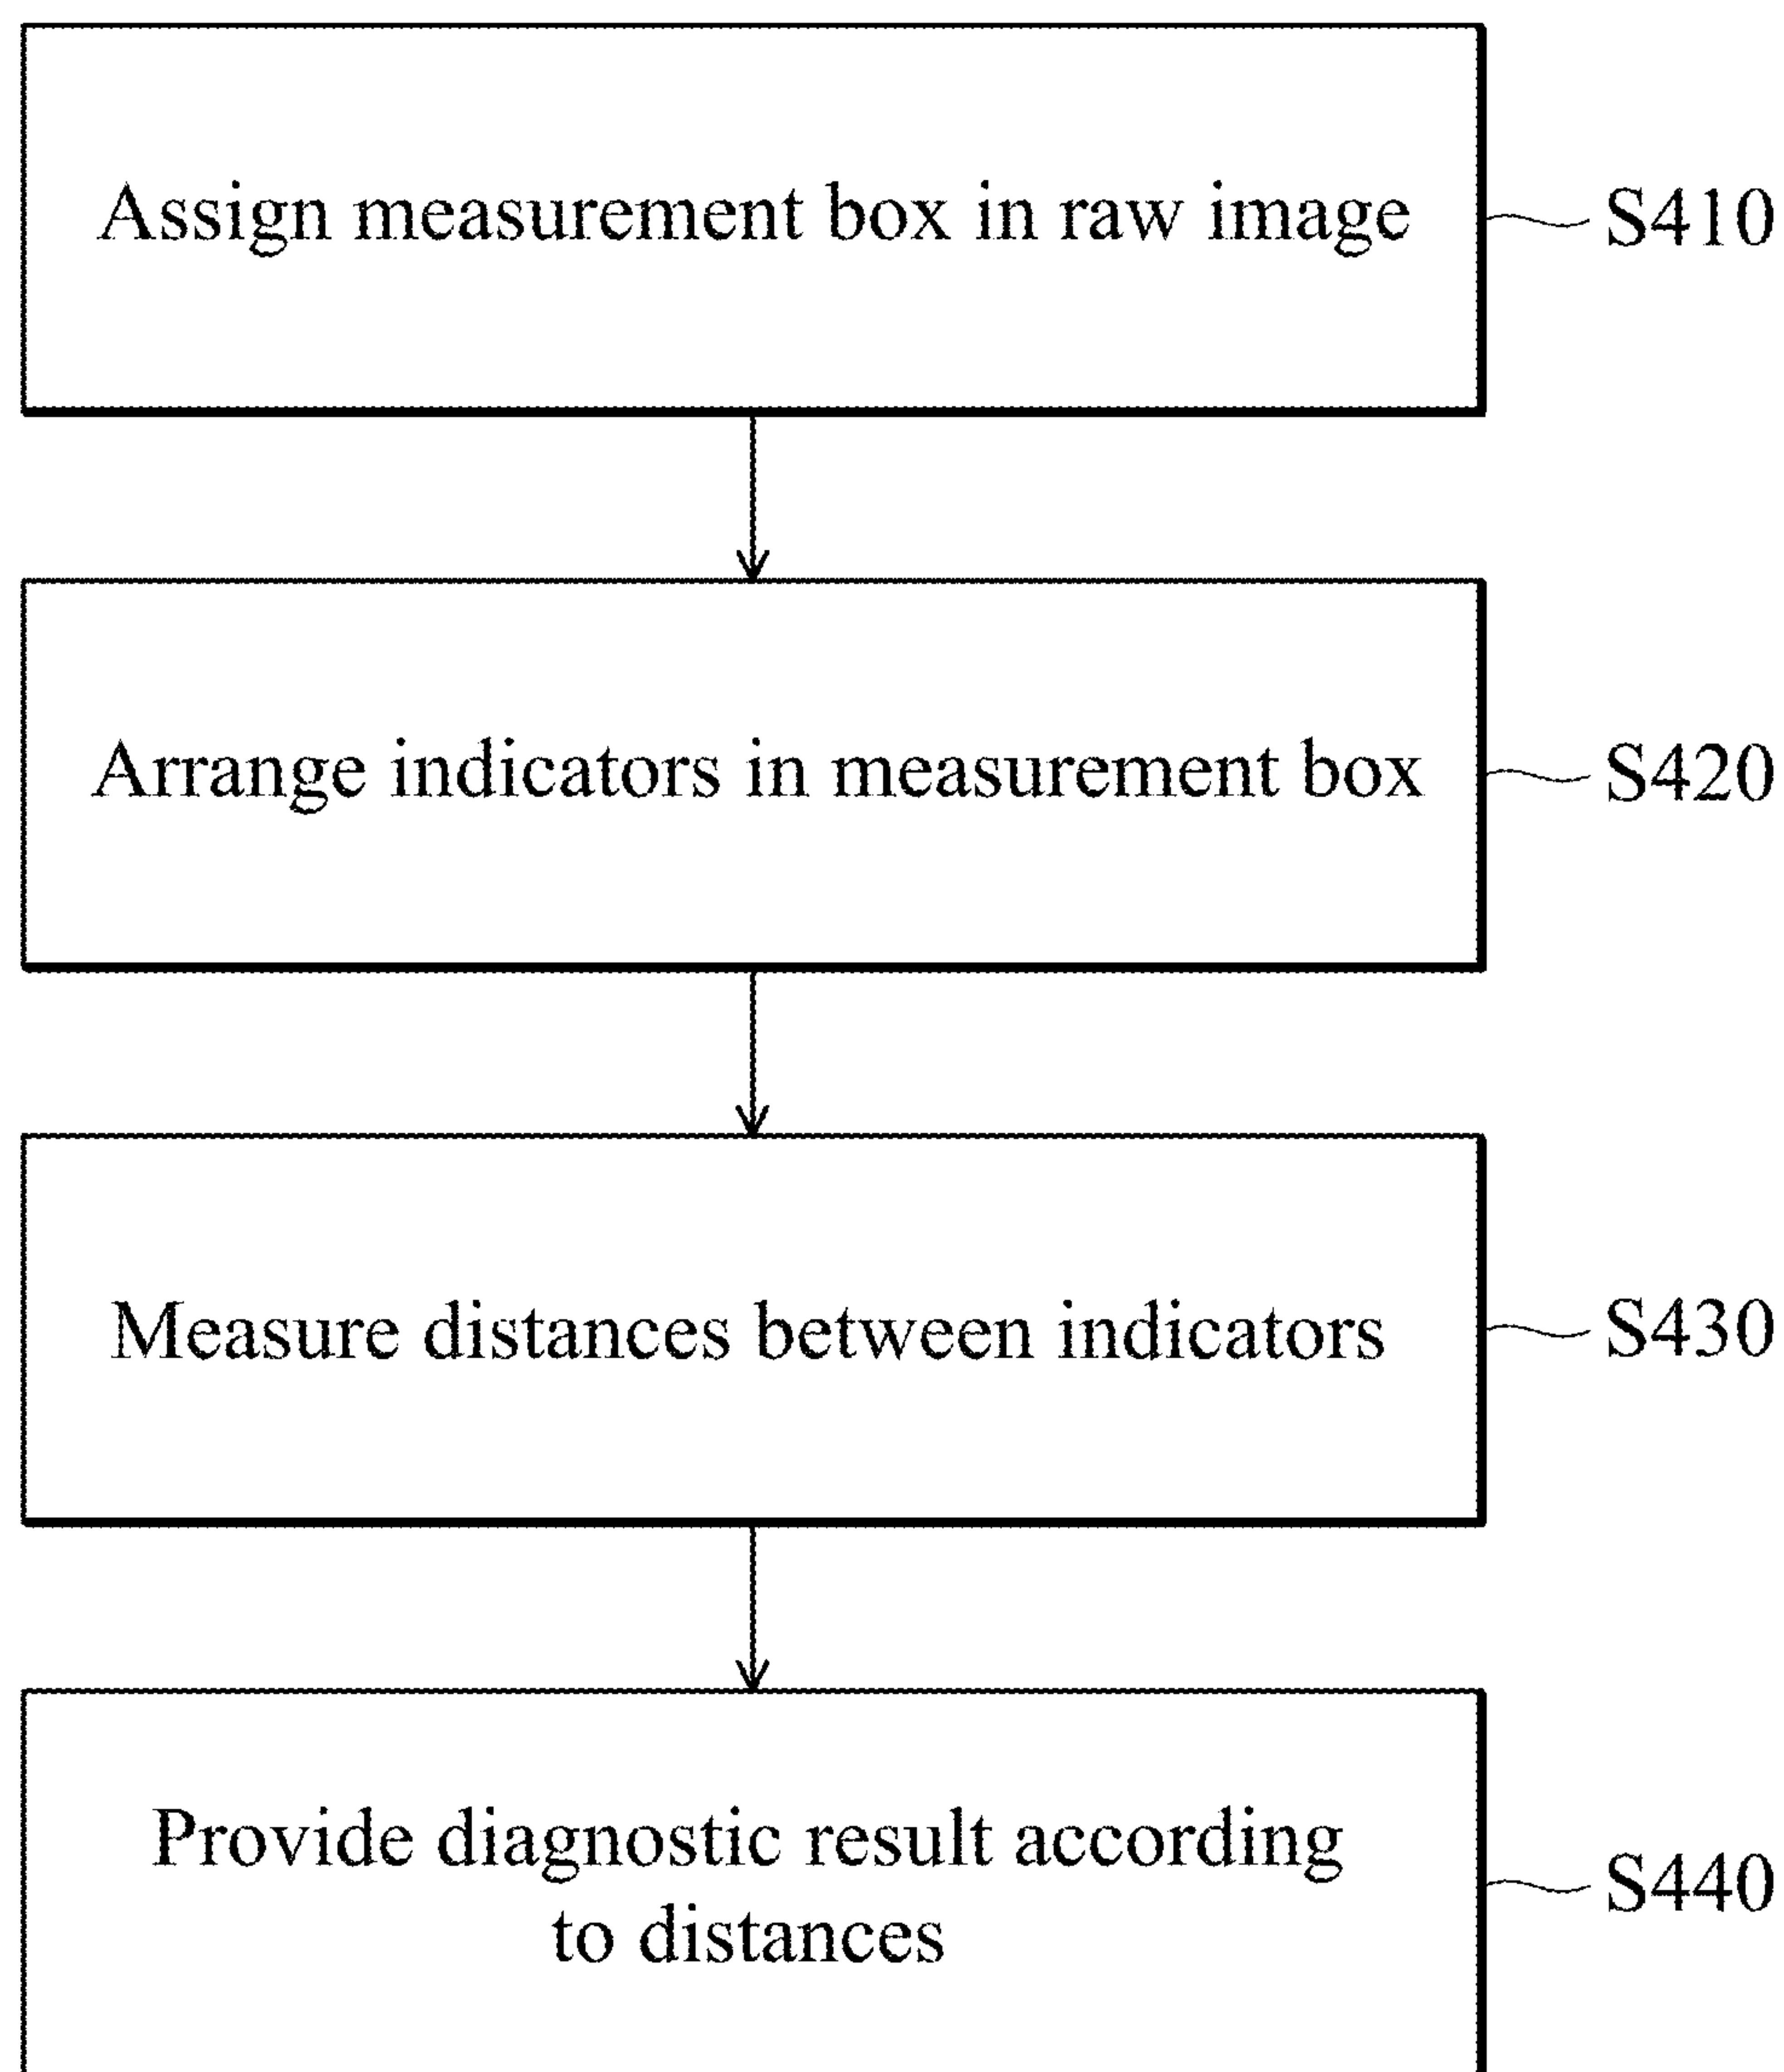 Assign measurement box in raw image
S410
Arrange indicators in measurement box
S420
Measure distances between indicators
S430
Provide diagnostic result according
to distances
S440